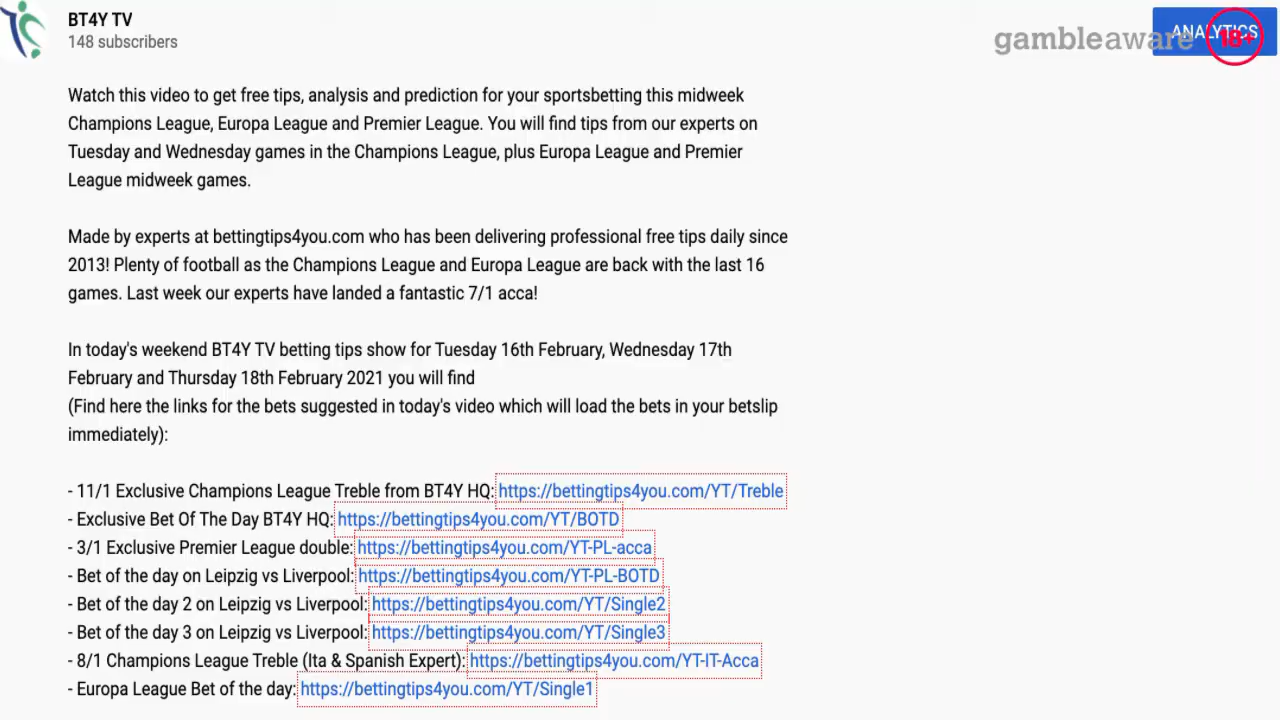 BT4Y TV
148 subscribers
gambleaware
ANALYTICS
18+
Watch this video to get free tips, analysis and prediction for your sportsbetting this midweek
Champions League, Europa League and Premier League. You will find tips from our experts on
Tuesday and Wednesday games in the Champions League, plus Europa League and Premier
League midweek games.
Made by experts at bettingtips4you.com who has been delivering professional free tips daily since
2013! Plenty of football as the Champions League and Europa League are back with the last 16
games. Last week our experts have landed a fantastic 7/1 acca!
In today's weekend BT4Y TV betting tips show for Tuesday 16th February, Wednesday 17th
February and Thursday 18th February 2021 you will find
(Find here the links for the bets suggested in today's video which will load the bets in your betslip
immediately):
- 11/1 Exclusive Champions League Treble from BT4Y HQ: https://bettingtips4you.com/YT/Treble
- Exclusive Bet Of The Day BT4Y HQ: https://bettingtips4you.com/YT/BOTD
- 3/1 Exclusive Premier League double: https://bettingtips4you.com/YT-PL-acca
- Bet of the day on Leipzig vs Liverpool: https://bettingtips4you.com/YT-PL-BOTD
- Bet of the day 2 on Leipzig vs Liverpool: https://bettingtips4you.com/YT/Single2
- Bet of the day 3 on Leipzig vs Liverpool: https://bettingtips4you.com/YT/Single3
- 8/1 Champions League Treble (Ita & Spanish Expert): https://bettingtips4you.com/YT-IT-Acca
- Europa League Bet of the day: https://bettingtips4you.com/YT/Single1